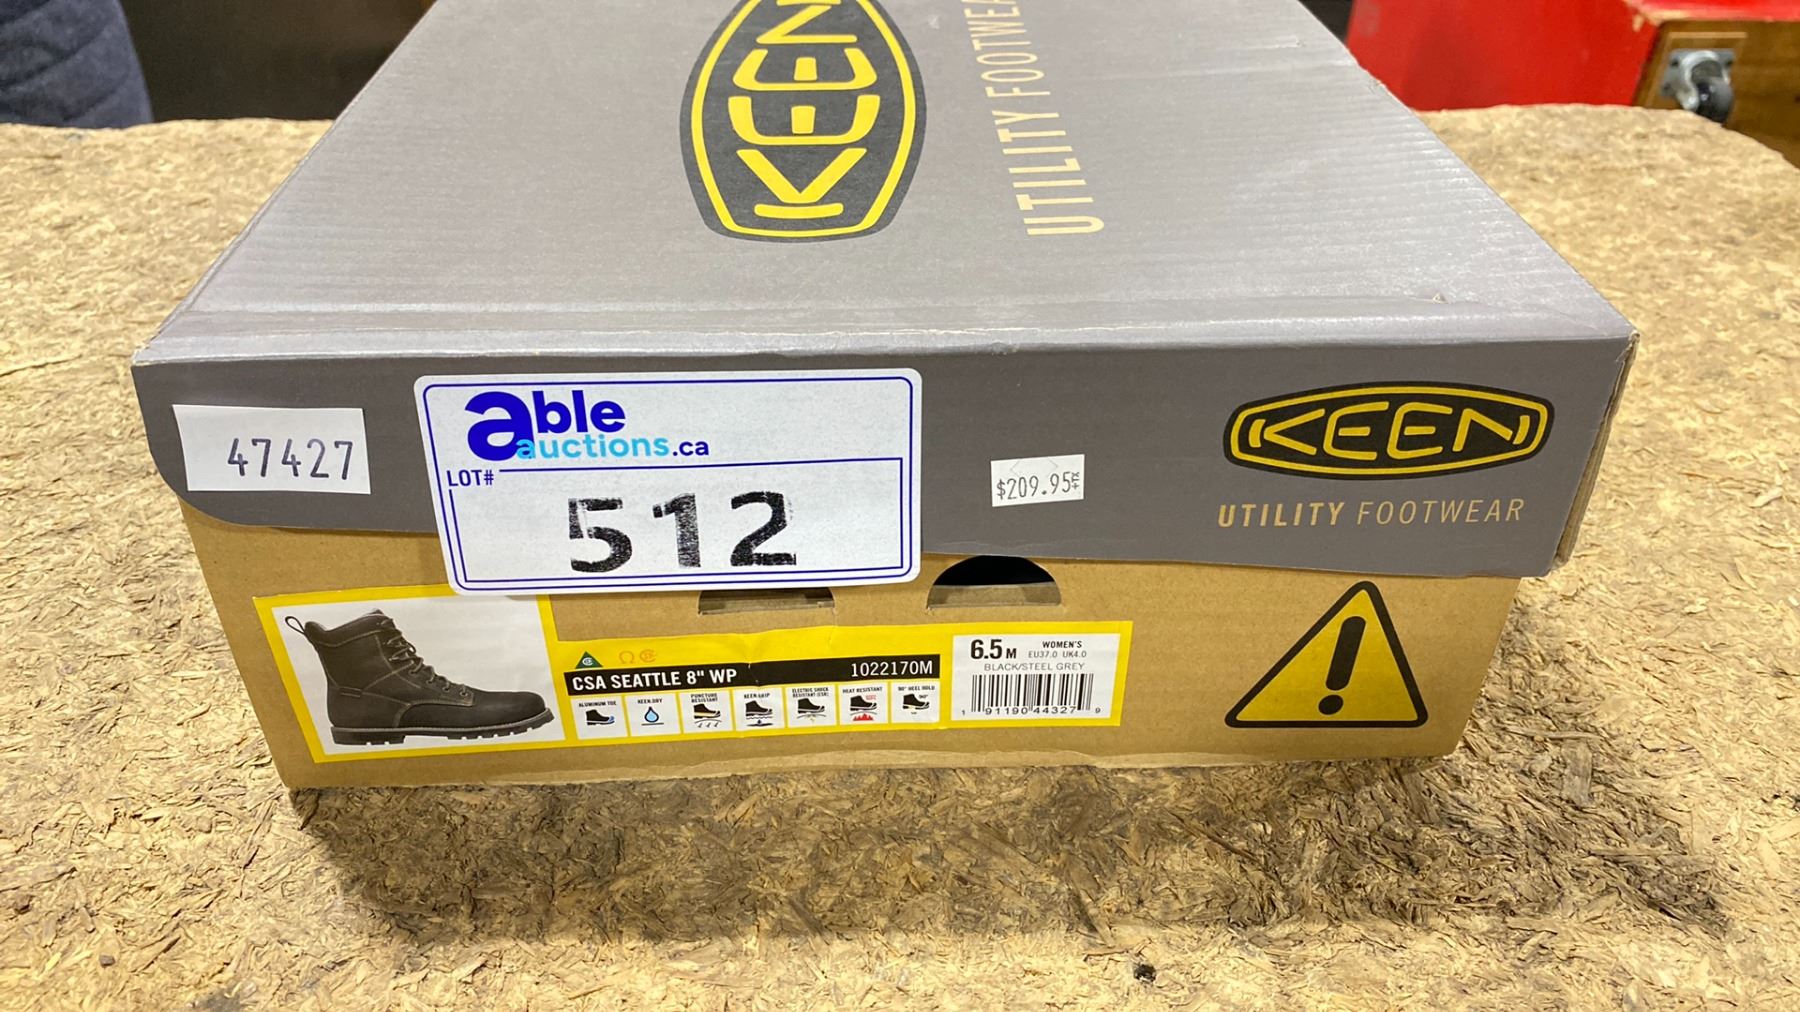 KEEN
UTILITY FOOTWEA
47427
able
auctions.ca
LOT#
512
$209.95
KEEN
UTILITY FOOTWEAR
CSA SEATTLE 8" WP 1022170M
ALUMINUM TOE
KEEN.DRY
PUNCTURE RESISTANT
KEEN.GRIP
ELECTRIC SHOCK RESISTANT (ESR)
HEAT RESISTANT
90° HEEL HOLD
6.5 M WOMEN'S
EU37.0 UK4.0
BLACK/STEEL GREY
1 91190 44327 9